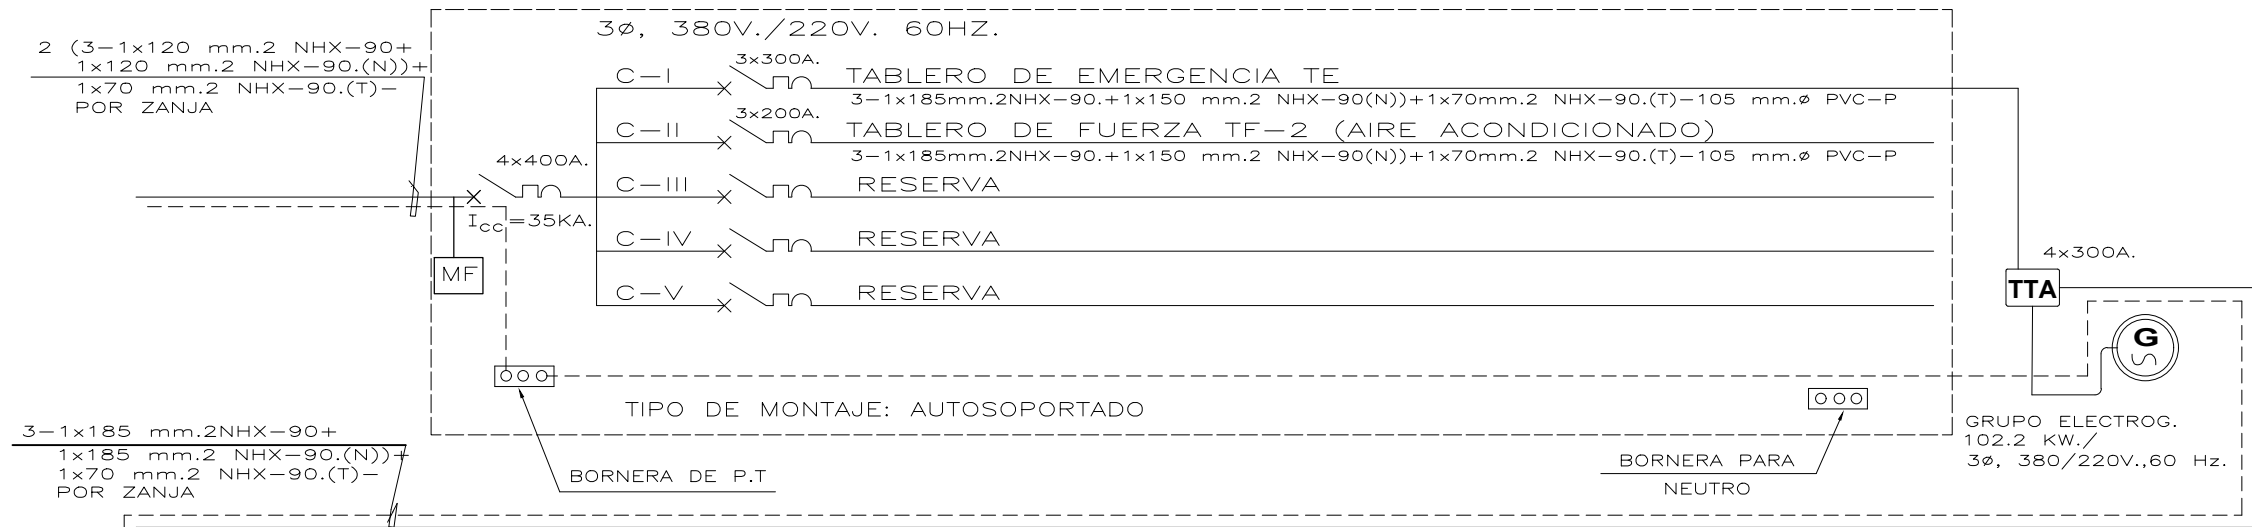 2 (3-1x120 mm.2 NHX-90+
1x120 mm.2 NHX-90.(N))+
1x70 mm.2 NHX-90.(T)-
POR ZANJA
3ø, 380V./220V. 60HZ.
C-I
3x300A.
TABLERO DE EMERGENCIA TE
3-1x185mm.2NHX-90.+1x150 mm.2 NHX-90(N))+1x70mm.2 NHX-90.(T)-105 mm.ø PVC-P
C-II
3x200A.
TABLERO DE FUERZA TF-2 (AIRE ACONDICIONADO)
3-1x185mm.2NHX-90.+1x150 mm.2 NHX-90(N))+1x70mm.2 NHX-90.(T)-105 mm.ø PVC-P
4x400A.
Icc=35KA.
C-III
RESERVA
C-IV
RESERVA
MF
C-V
RESERVA
4x300A.
TTA
G
TIPO DE MONTAJE: AUTOSOPORTADO
GRUPO ELECTROG.
102.2 KW./
3ø, 380/220V.,60 Hz.
3-1x185 mm.2NHX-90+
1x185 mm.2 NHX-90.(N))+
1x70 mm.2 NHX-90.(T)-
POR ZANJA
BORNERA DE P.T
BORNERA PARA
NEUTRO